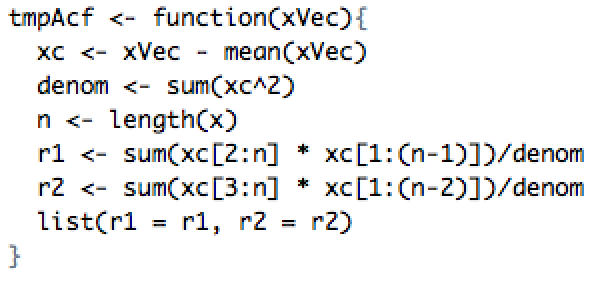 tmpAcf <- function(xVec){
  xc <- xVec - mean(xVec)
  denom <- sum(xc^2)
  n <- length(x)
  r1 <- sum(xc[2:n] * xc[1:(n-1)])/denom
  r2 <- sum(xc[3:n] * xc[1:(n-2)])/denom
  list(r1 = r1, r2 = r2)
}